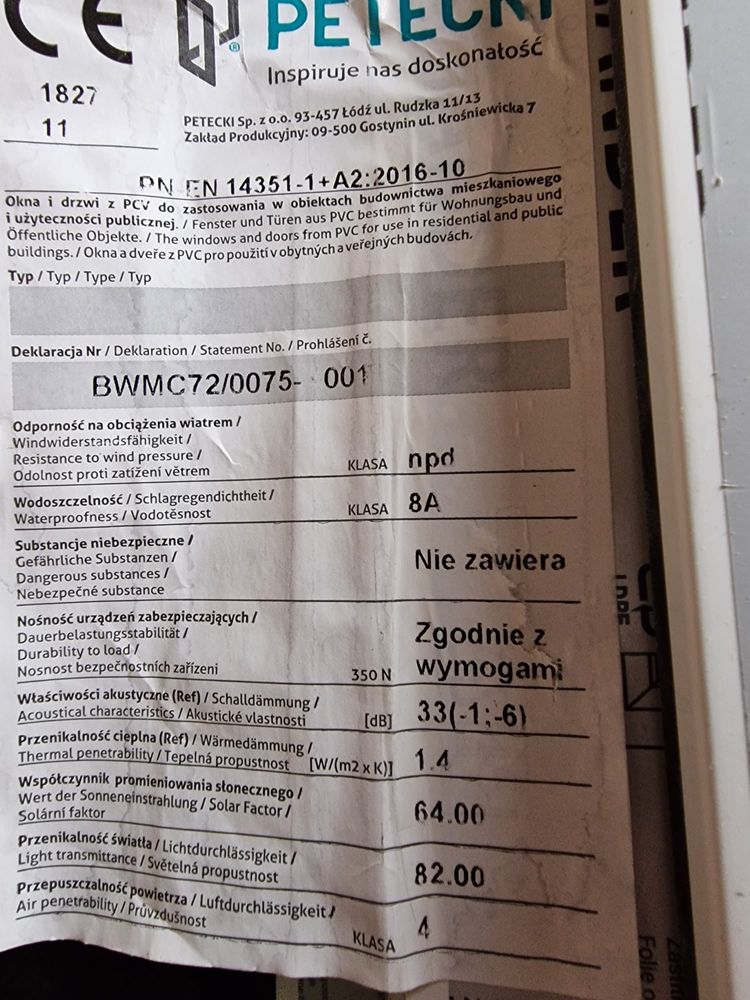 CE
PETECKI
®
Inspiruje nas doskonałość
1827
11
PETECKI Sp. z o.o. 93-457 Łódź ul. Rudzka 11/13
Zakład Produkcyjny: 09-500 Gostynin ul. Krośniewicka 7
PN EN 14351-1+A2:2016-10
Okna i drzwi z PCV do zastosowania w obiektach budownictwa mieszkaniowego
i użyteczności publicznej. / Fenster und Türen aus PVC bestimmt für Wohnungsbau und
Öffentliche Objekte. / The windows and doors from PVC for use in residential and public
buildings. / Okna a dveře z PVC pro použití v obytných a veřejných budovách.
Typ / Typ / Type / Typ
Deklaracja Nr / Deklaration / Statement No. / Prohlášení č.
BWMC72/0075- 001
Odporność na obciążenia wiatrem /
Windwiderstandsfähigkeit /
Resistance to wind pressure /
Odolnost proti zatížení větrem KLASA npd
Wodoszczelność / Schlagregendichtheit /
Waterproofness / Vodotěsnost KLASA 8A
Substancje niebezpieczne /
Gefährliche Substanzen /
Dangerous substances /
Nebezpečné substance
Nie zawiera
Nośność urządzeń zabezpieczających /
Dauerbelastungsstabilität /
Durability to load /
Nosnost bezpečnostních zařízeni 350 N
Zgodnie z
wymogami
Właściwości akustyczne (Ref) / Schalldämmung /
Acoustical characteristics / Akustické vlastnosti [dB] 33(-1;-6)
Przenikalność cieplna (Ref) / Wärmedämmung /
Thermal penetrability / Tepelná propustnost [W/(m2 x K)] 1.4
Współczynnik promieniowania słonecznego /
Wert der Sonneneinstrahlung / Solar Factor /
Solární faktor
64.00
Przenikalność światła / Lichtdurchlässigkeit /
Light transmittance / Světelná propustnost
82.00
Przepuszczalność powietrza / Luftdurchlässigkeit /
Air penetrability / Průvzdušnost KLASA 4
LDPE